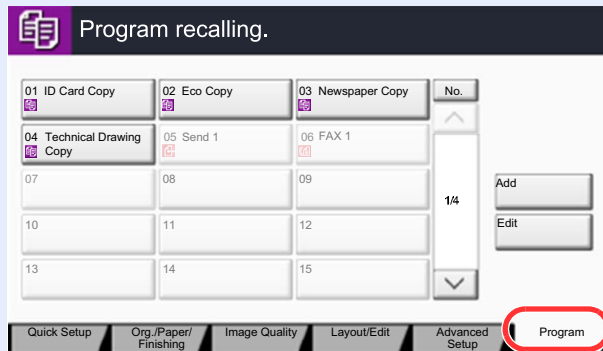 Program recalling.
01 ID Card Copy
02 Eco Copy
03 Newspaper Copy
No.
04 Technical Drawing
Copy
05 Send 1
06 FAX 1
07
08
09
1/4
Add
10
11
12
Edit
13
14
15
Quick Setup
Org./Paper/
Finishing
Image Quality
Layout/Edit
Advanced
Setup
Program